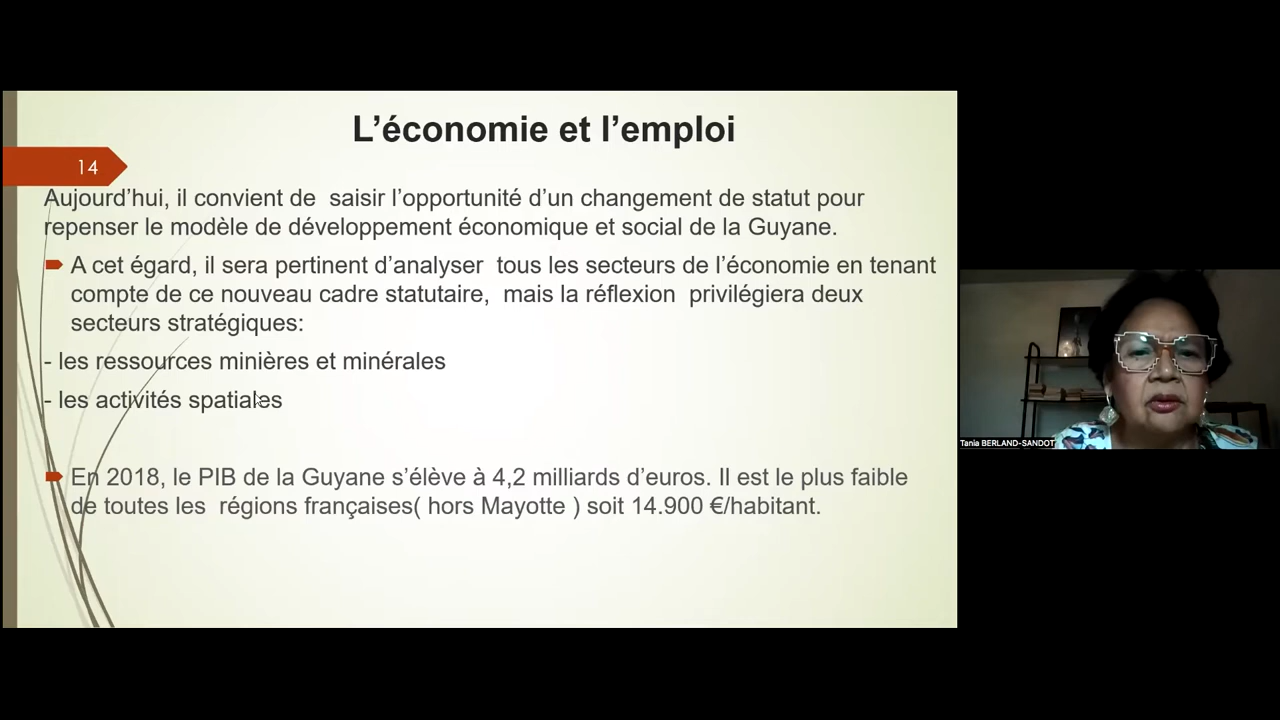 L’économie et l’emploi
14
Aujourd’hui, il convient de  saisir l’opportunité d’un changement de statut pour
repenser le modèle de développement économique et social de la Guyane.
A cet égard, il sera pertinent d’analyser  tous les secteurs de l’économie en tenant
compte de ce nouveau cadre statutaire,  mais la réflexion  privilégiera deux
secteurs stratégiques:
- les ressources minières et minérales
- les activités spatiales
En 2018, le PIB de la Guyane s’élève à 4,2 milliards d’euros. Il est le plus faible
de toutes les  régions françaises( hors Mayotte ) soit 14.900 €/habitant.
Tania BERLAND-SANDOT